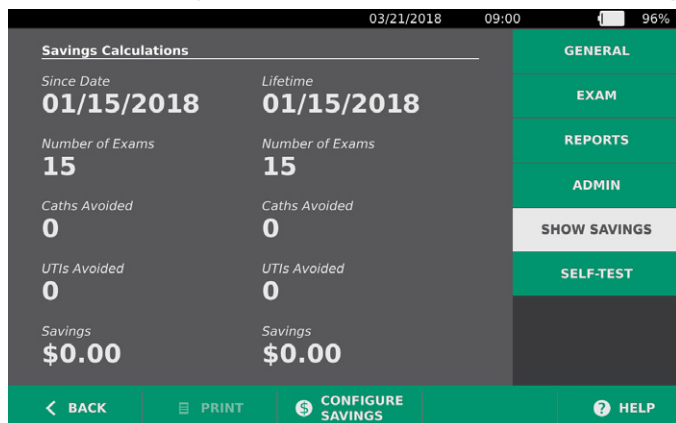 03/21/2018 09:00 96%
Savings Calculations
Since Date Lifetime
01/15/2018 01/15/2018
Number of Exams Number of Exams
15 15
Caths Avoided Caths Avoided
0 0
UTIs Avoided UTIs Avoided
0 0
Savings Savings
$0.00 $0.00
GENERAL
EXAM
REPORTS
ADMIN
SHOW SAVINGS
SELF-TEST
BACK PRINT $ CONFIGURE
SAVINGS
? HELP